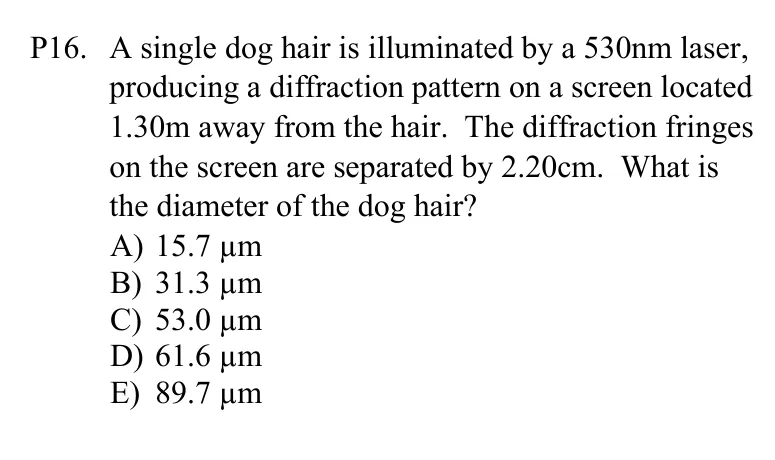 P16. A single dog hair is illuminated by a 530nm laser,
producing a diffraction pattern on a screen located
1.30m away from the hair. The diffraction fringes
on the screen are separated by 2.20cm. What is
the diameter of the dog hair?
A) 15.7 µm
B) 31.3 µm
C) 53.0 µm
D) 61.6 µm
E) 89.7 µm